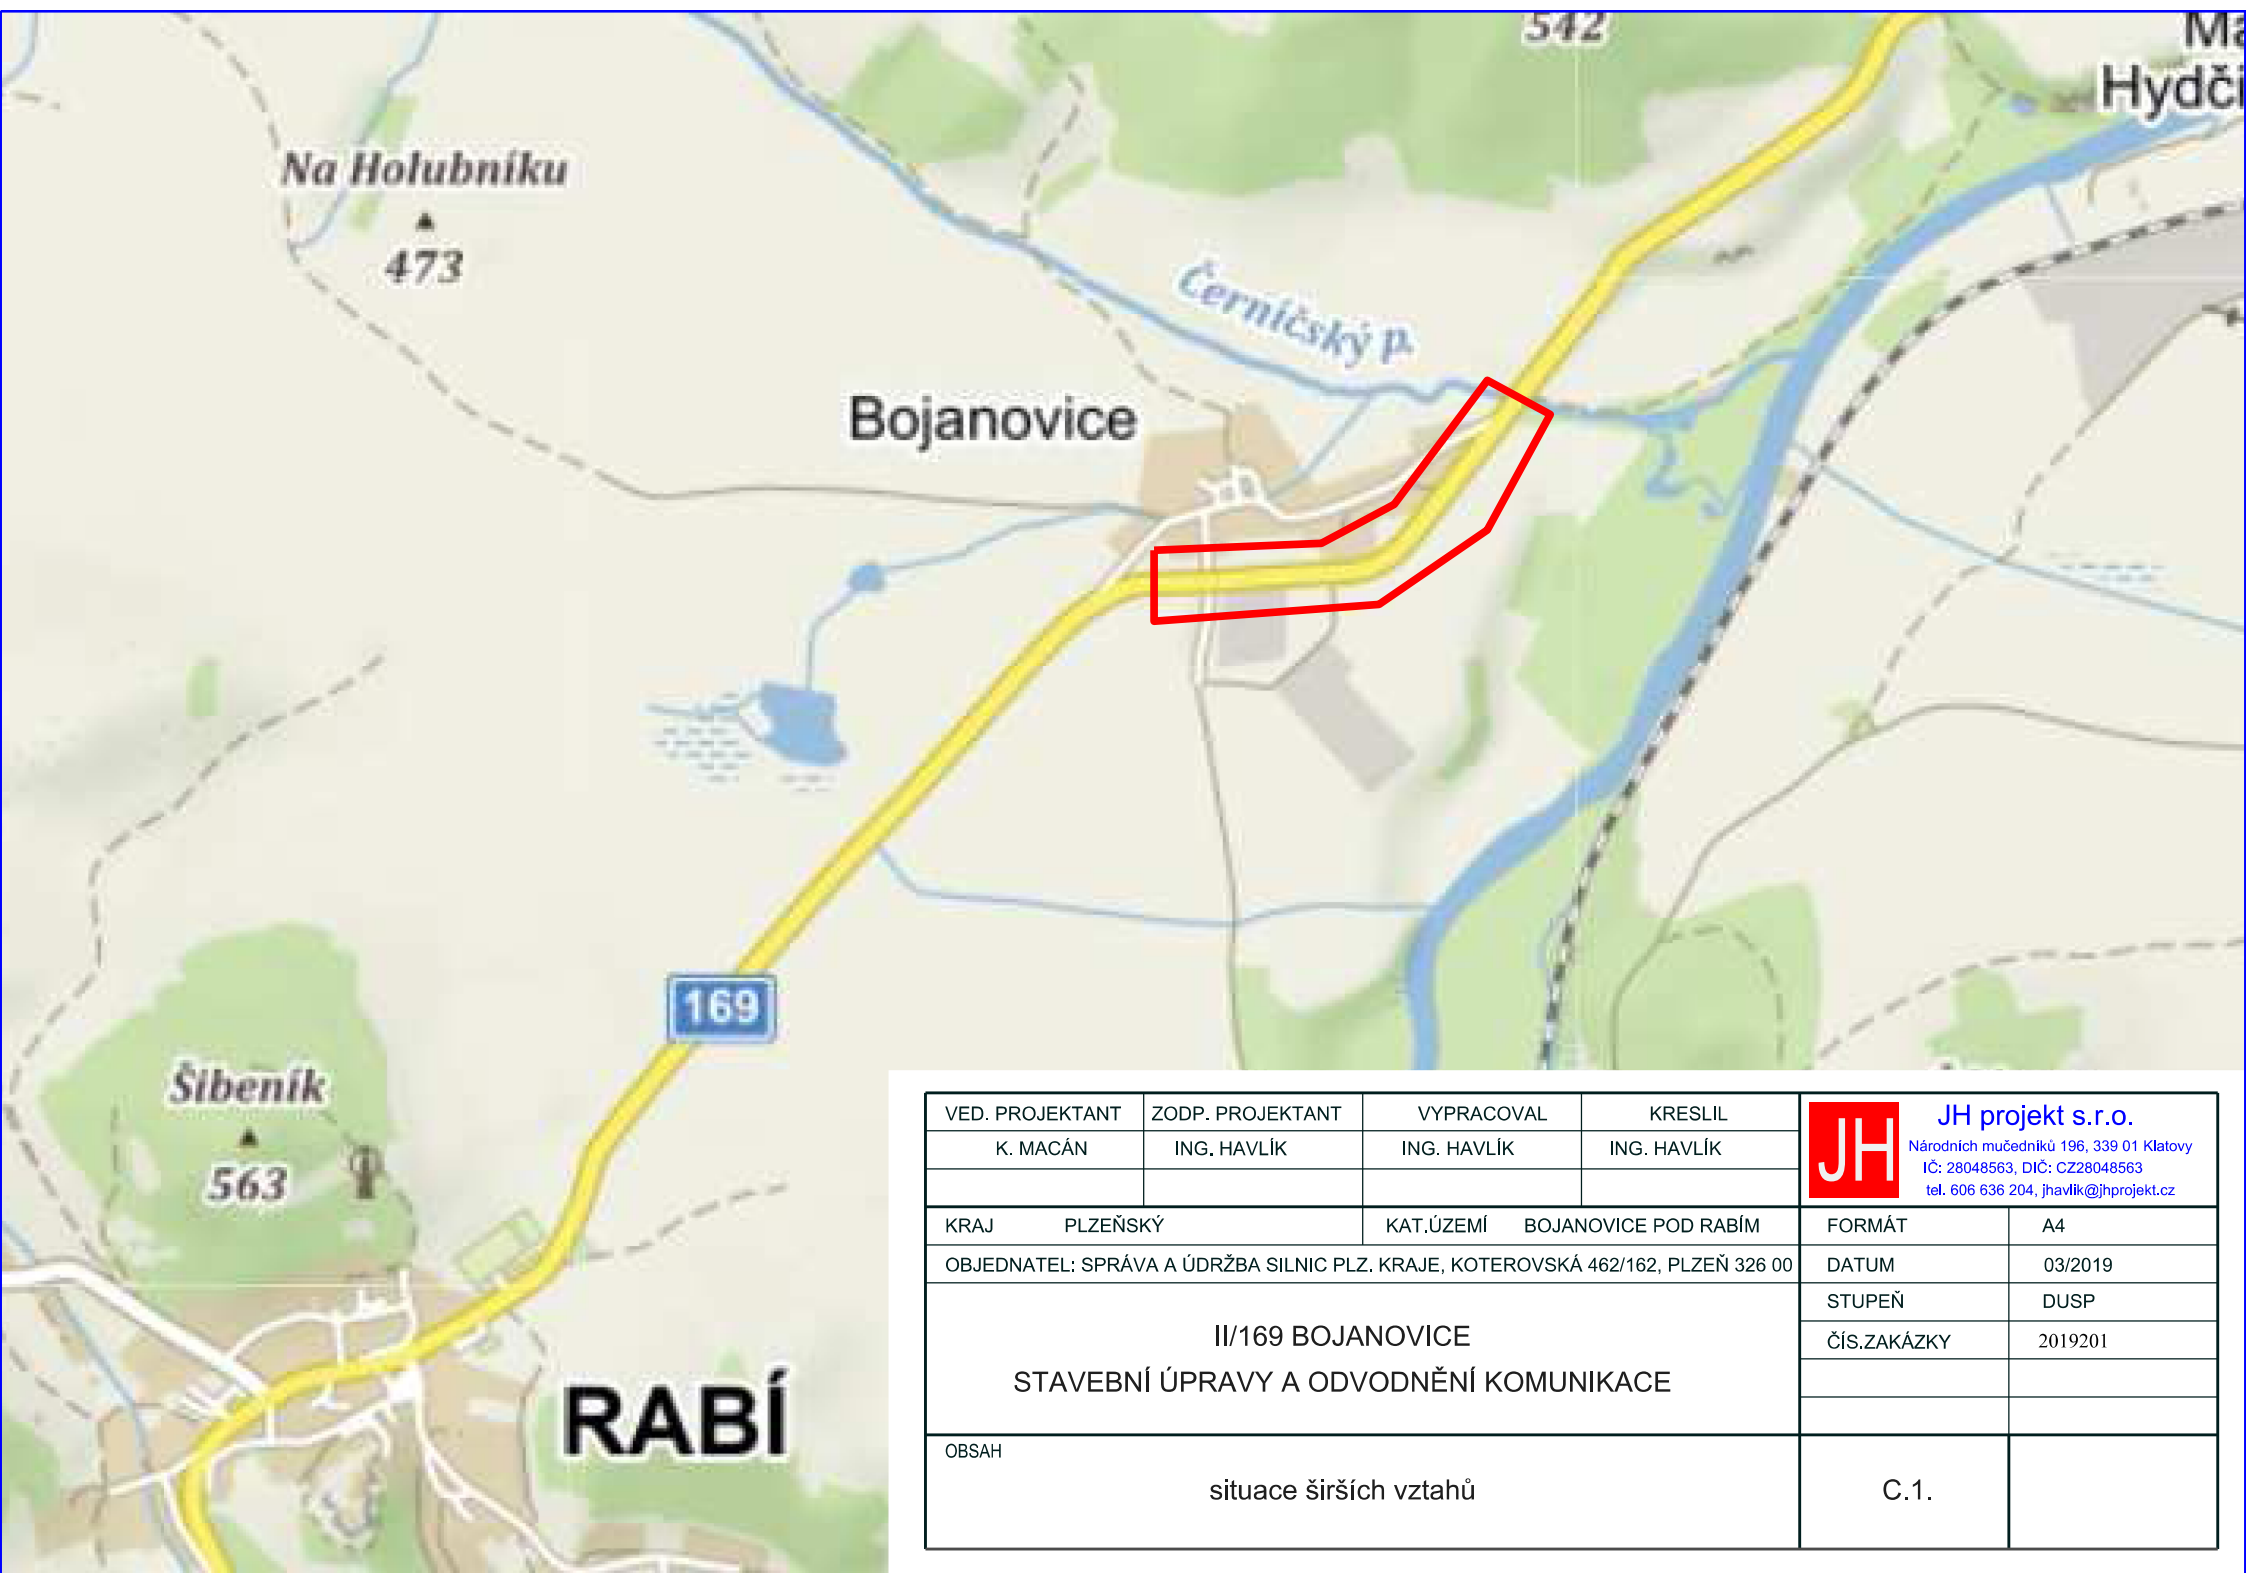 542
Hydči
Na Holubníku
473
Černíčský p.
Bojanovice
169
Šibeník
563
RABÍ
VED. PROJEKTANT ZODP. PROJEKTANT VYPRACOVAL KRESLIL
K. MACÁN ING. HAVLÍK ING. HAVLÍK ING. HAVLÍK
JH
JH projekt s.r.o.
Národních mučedníků 196, 339 01 Klatovy
IČ: 28048563, DIČ: CZ28048563
tel. 606 636 204, jhavlik@jhprojekt.cz
KRAJ PLZEŇSKÝ KAT.ÚZEMÍ BOJANOVICE POD RABÍM FORMÁT A4
OBJEDNATEL: SPRÁVA A ÚDRŽBA SILNIC PLZ. KRAJE, KOTEROVSKÁ 462/162, PLZEŇ 326 00 DATUM 03/2019
STUPEŇ DUSP
II/169 BOJANOVICE
ČÍS.ZAKÁZKY 2019201
STAVEBNÍ ÚPRAVY A ODVODNĚNÍ KOMUNIKACE
OBSAH
situace širších vztahů C.1.